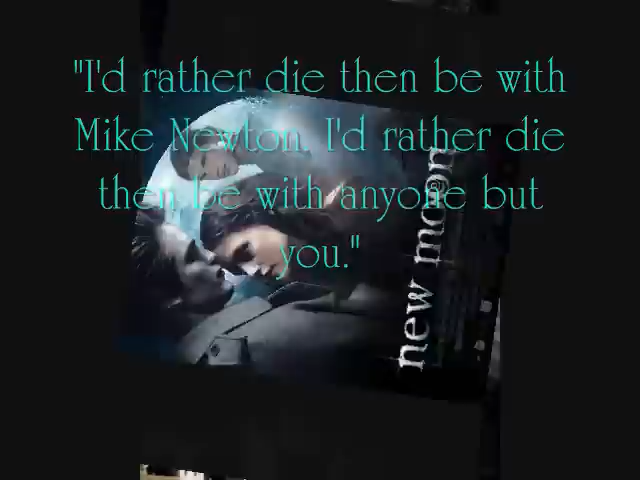 "I'd rather die then be with
Mike Newton. I'd rather die
then be with anyone but
you."
new moon